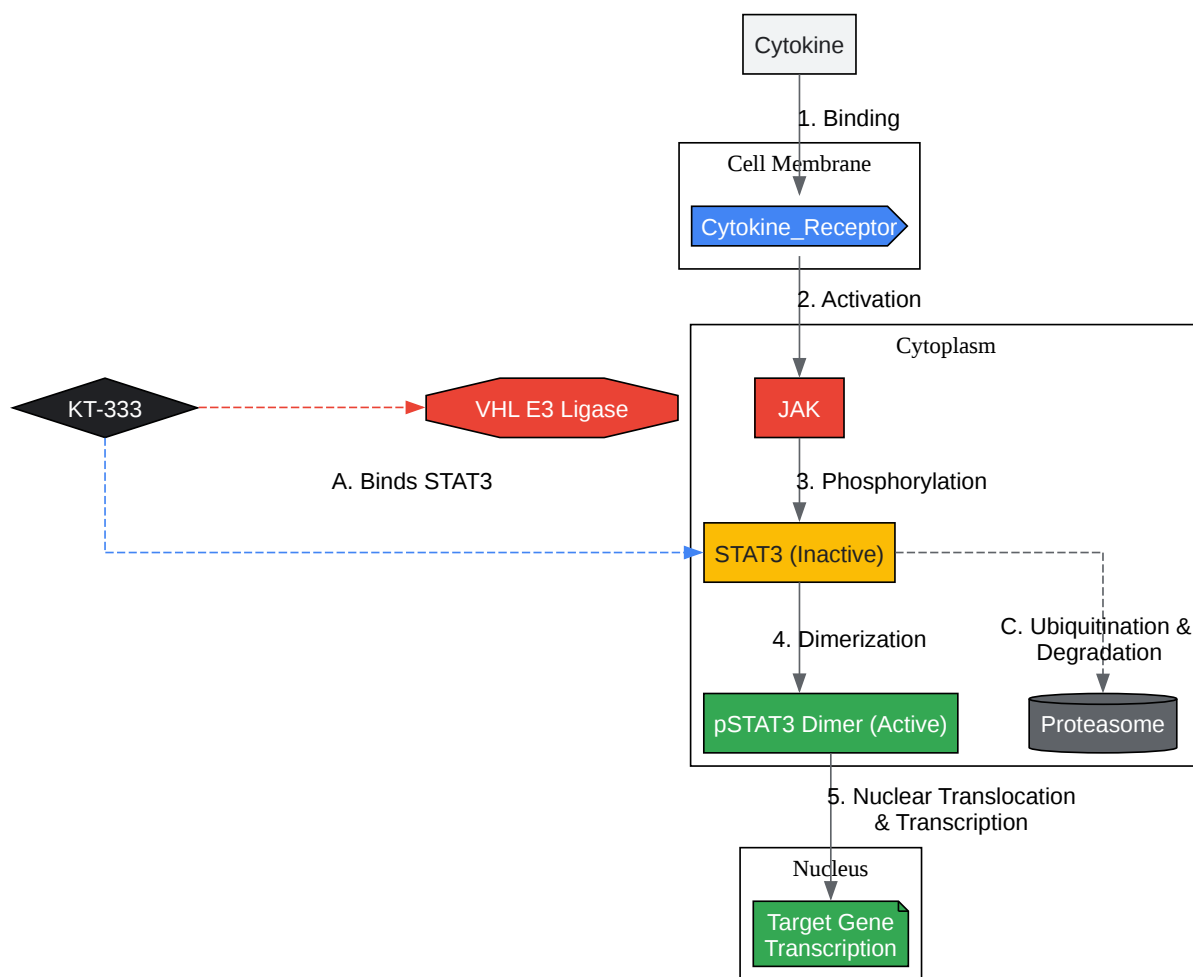 Cytokine
1. Binding
Cell Membrane
Cytokine_Receptor
2. Activation
Cytoplasm
KT-333
VHL E3 Ligase
JAK
A. Binds STAT3
3. Phosphorylation
STAT3 (Inactive)
4. Dimerization
C. Ubiquitination &
Degradation
pSTAT3 Dimer (Active)
Proteasome
5. Nuclear Translocation
& Transcription
Nucleus
Target Gene
Transcription